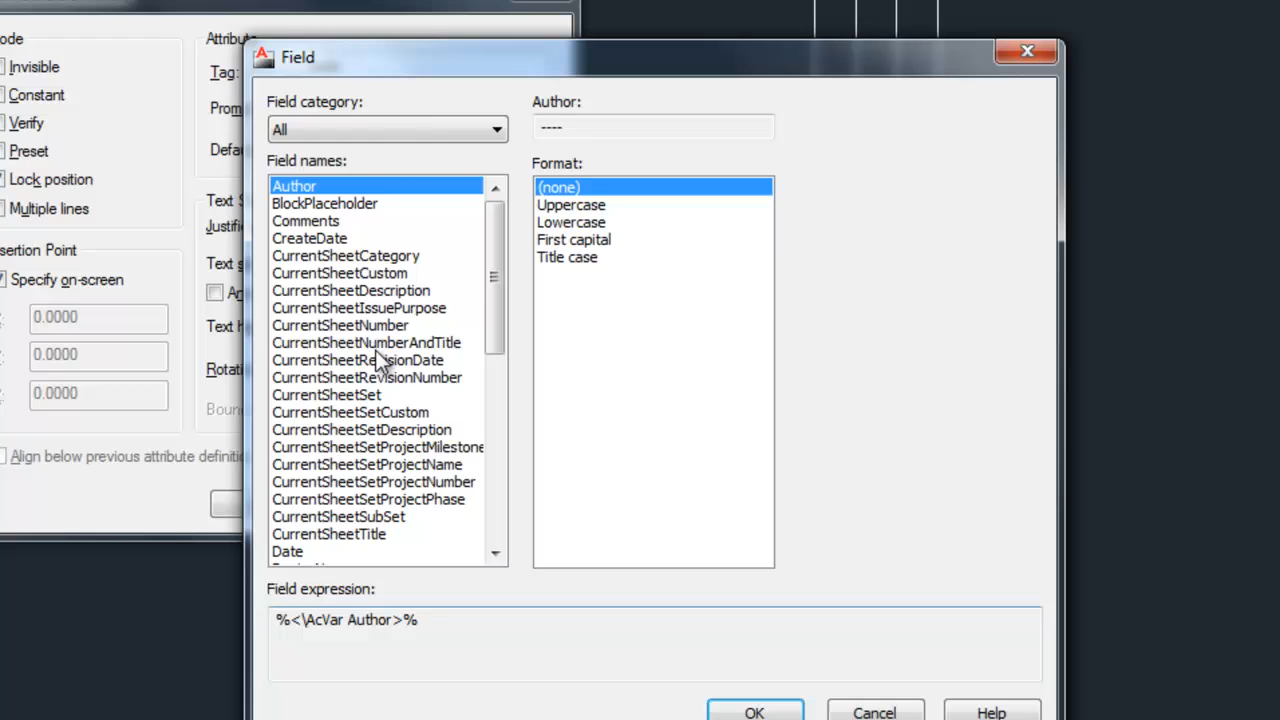 ode
Invisible
Constant
Verify
Preset
Lock position
Multiple lines
sertion Point
Specify on-screen
0.0000
0.0000
0.0000
Align below previous attribute definitio
Attribute
Tag:
Prom
Defau
Text S
Justifi
Text s
An
Text h
Rotati
Boun
Field
Field category:
All
Field names:
Author
BlockPlaceholder
Comments
CreateDate
CurrentSheetCategory
CurrentSheetCustom
CurrentSheetDescription
CurrentSheetIssuePurpose
CurrentSheetNumber
CurrentSheetNumberAndTitle
CurrentSheetRevisionDate
CurrentSheetRevisionNumber
CurrentSheetSet
CurrentSheetSetCustom
CurrentSheetSetDescription
CurrentSheetSetProjectMilestone
CurrentSheetSetProjectName
CurrentSheetSetProjectNumber
CurrentSheetSetProjectPhase
CurrentSheetSubSet
CurrentSheetTitle
Date
Author:
----
Format:
(none)
Uppercase
Lowercase
First capital
Title case
Field expression:
%<\AcVar Author>%
OK
Cancel
Help